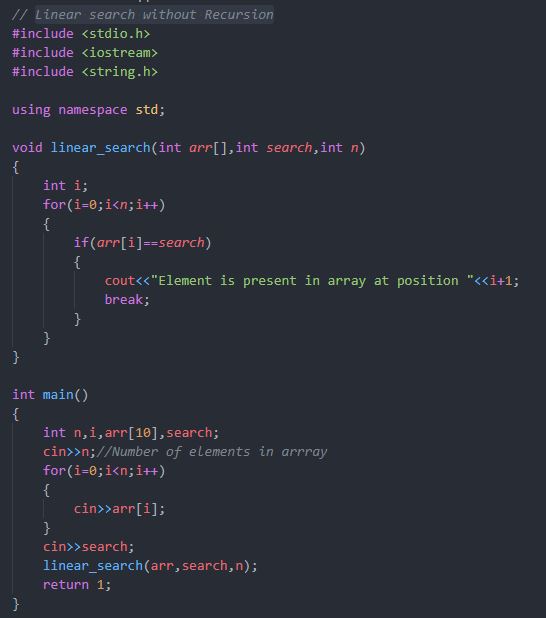 // Linear search without Recursion
#include <stdio.h>
#include <iostream>
#include <string.h>
using namespace std;
void linear_search(int arr[],int search,int n)
{
int i;
for(i=0;i<n;i++)
{
if(arr[i]==search)
{
cout<<"Element is present in array at position "<<i+1;
break;
}
}
}
int main()
{
int n,i,arr[10],search;
cin>>n;//Number of elements in arrray
for(i=0;i<n;i++)
{
cin>>arr[i];
}
cin>>search;
linear_search(arr,search,n);
return 1;
}